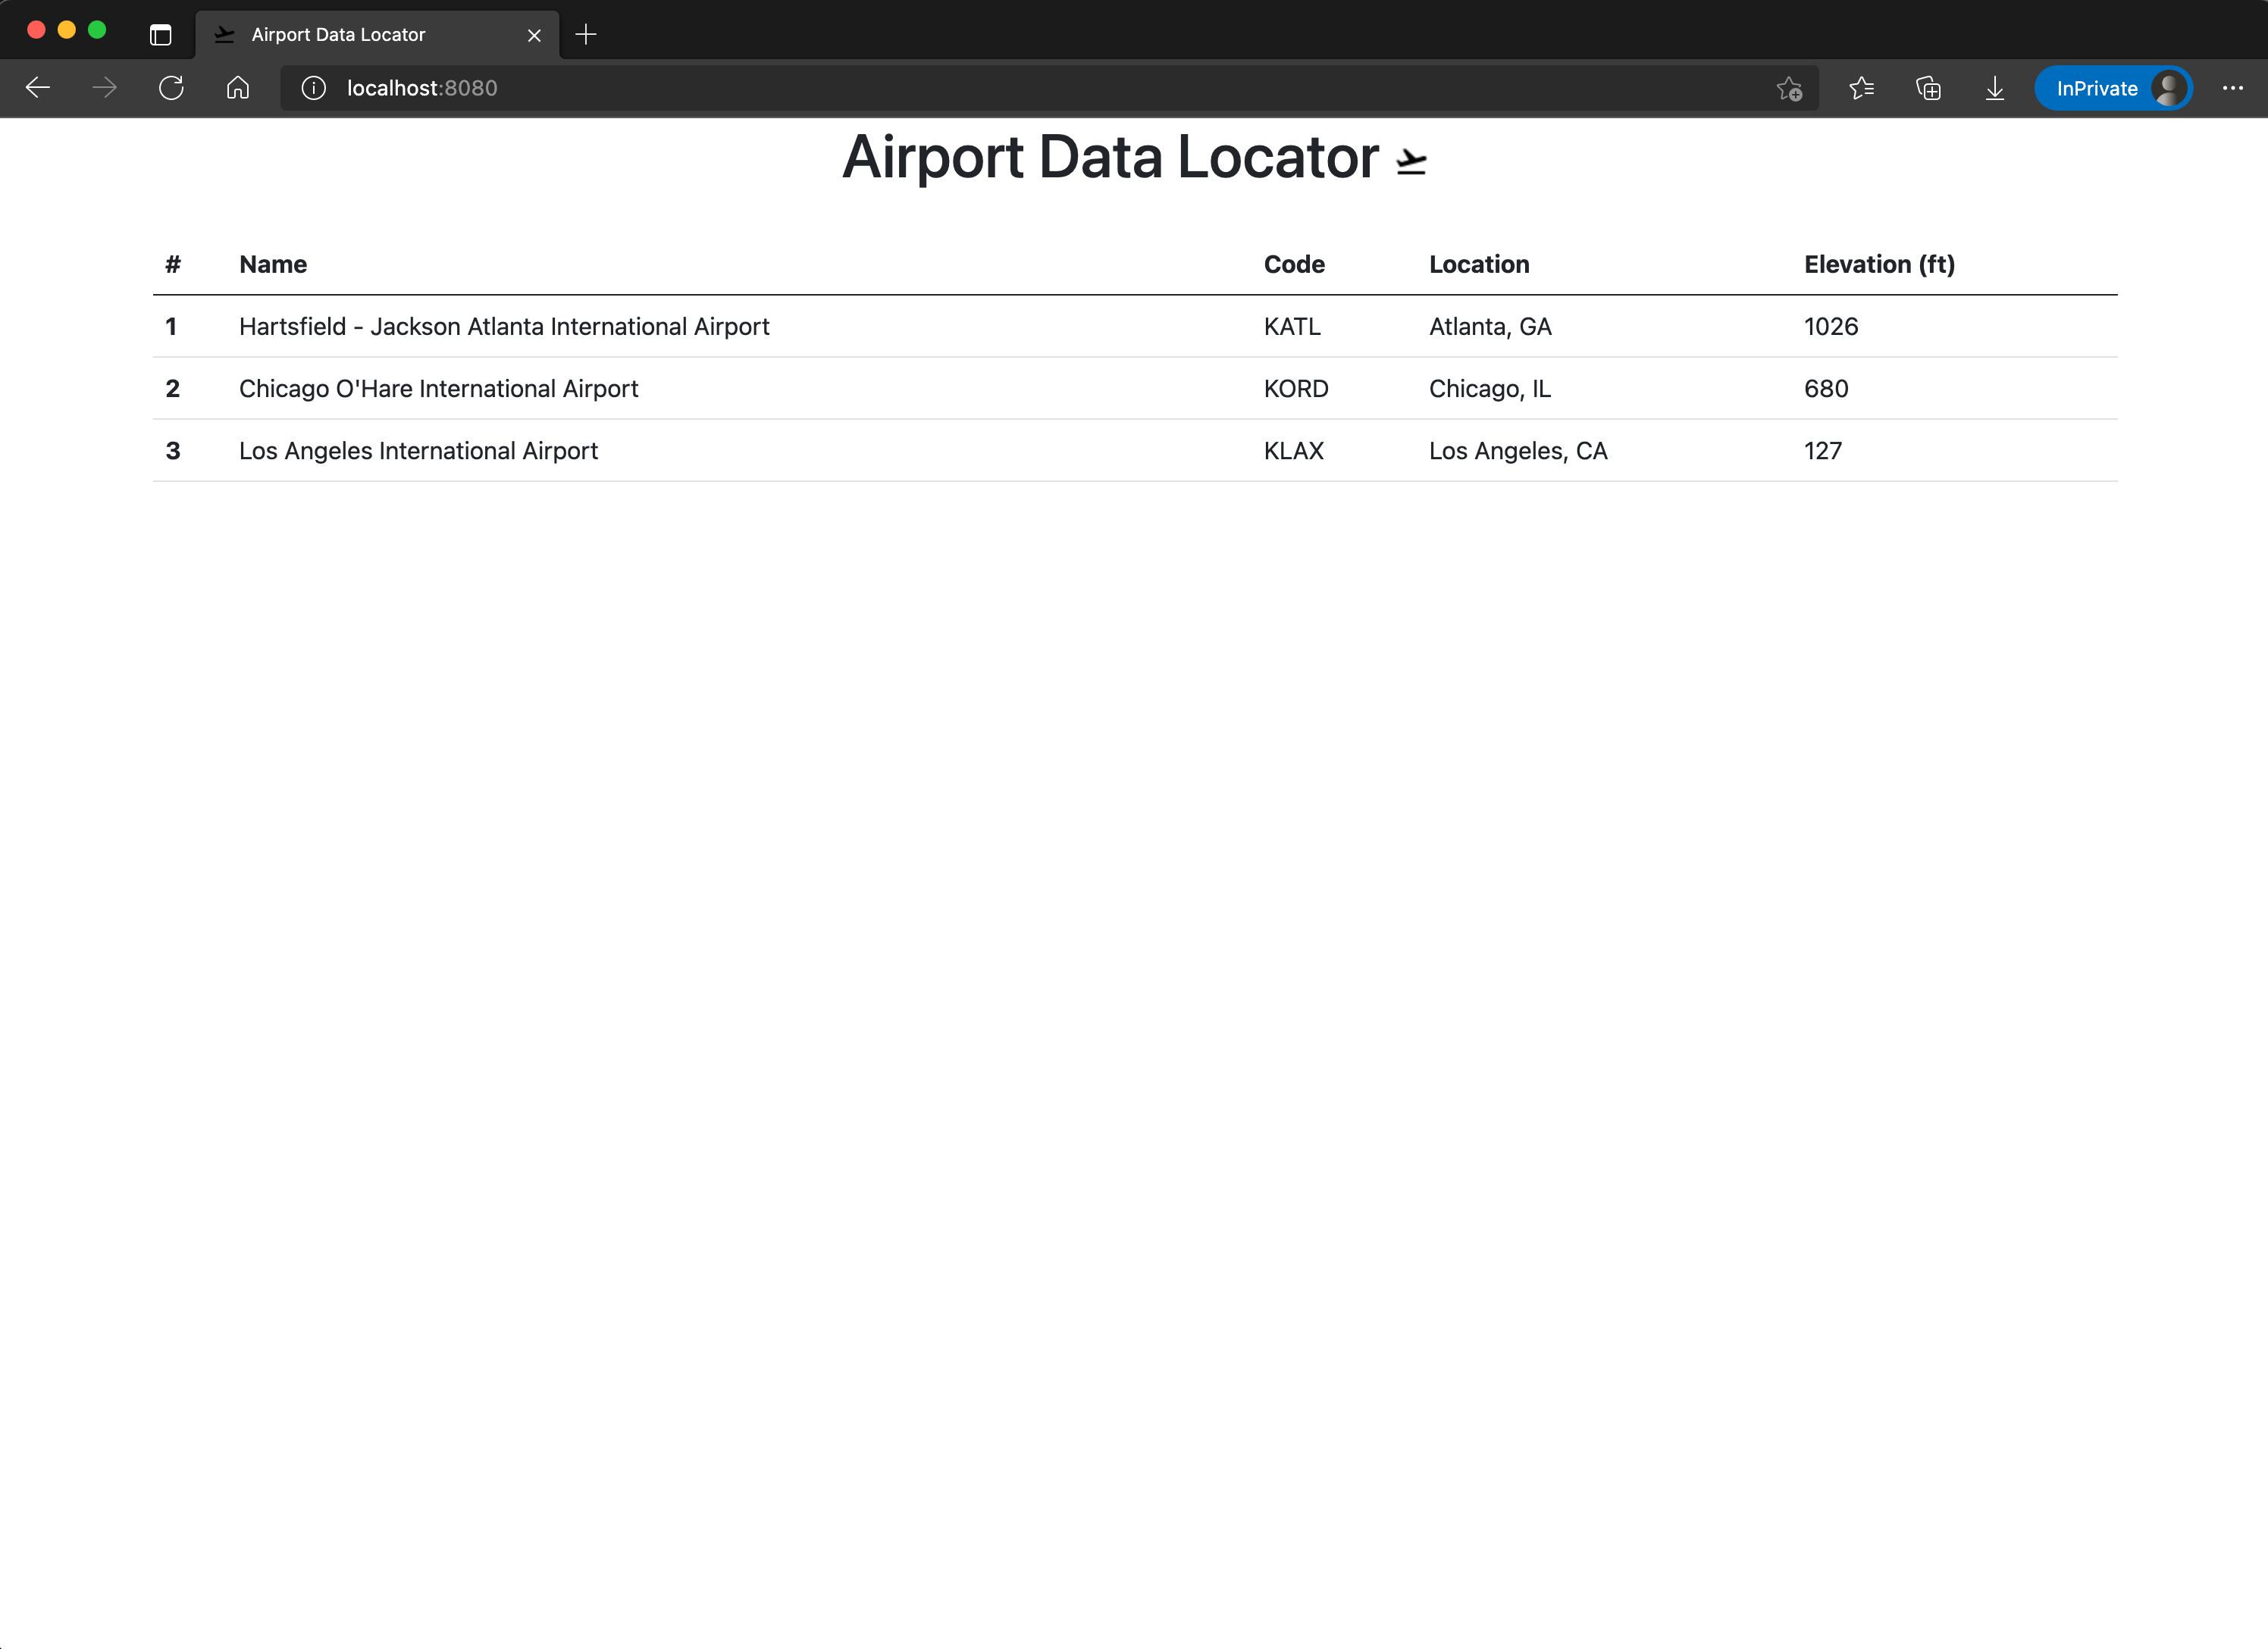 Airport Data Locator
localhost:8080
InPrivate
Airport Data Locator
# Name Code Location Elevation (ft)
1 Hartsfield - Jackson Atlanta International Airport KATL Atlanta, GA 1026
2 Chicago O'Hare International Airport KORD Chicago, IL 680
3 Los Angeles International Airport KLAX Los Angeles, CA 127